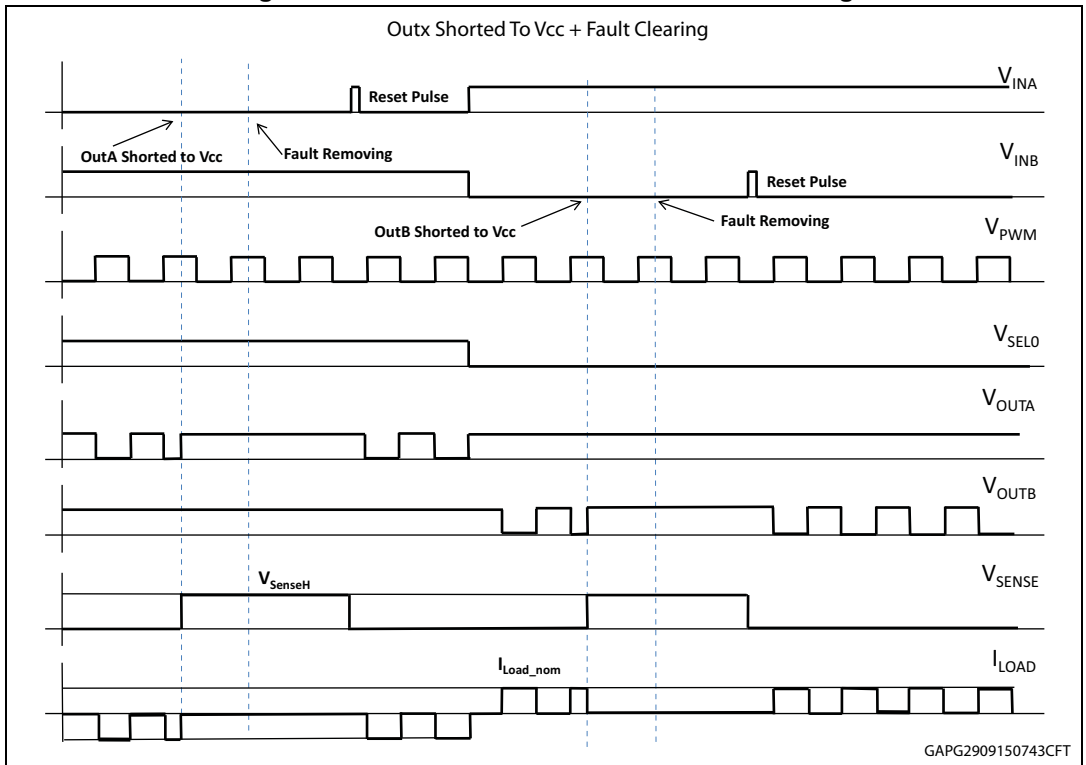 Outx Shorted To Vcc + Fault Clearing
VINA
Reset Pulse
OutA Shorted to Vcc
Fault Removing
VINB
Reset Pulse
OutB Shorted to Vcc
Fault Removing
VPWM
VSEL0
VOUTA
VOUTB
VSenseH
VSENSE
ILoad_nom
ILOAD
GAPG2909150743CFT